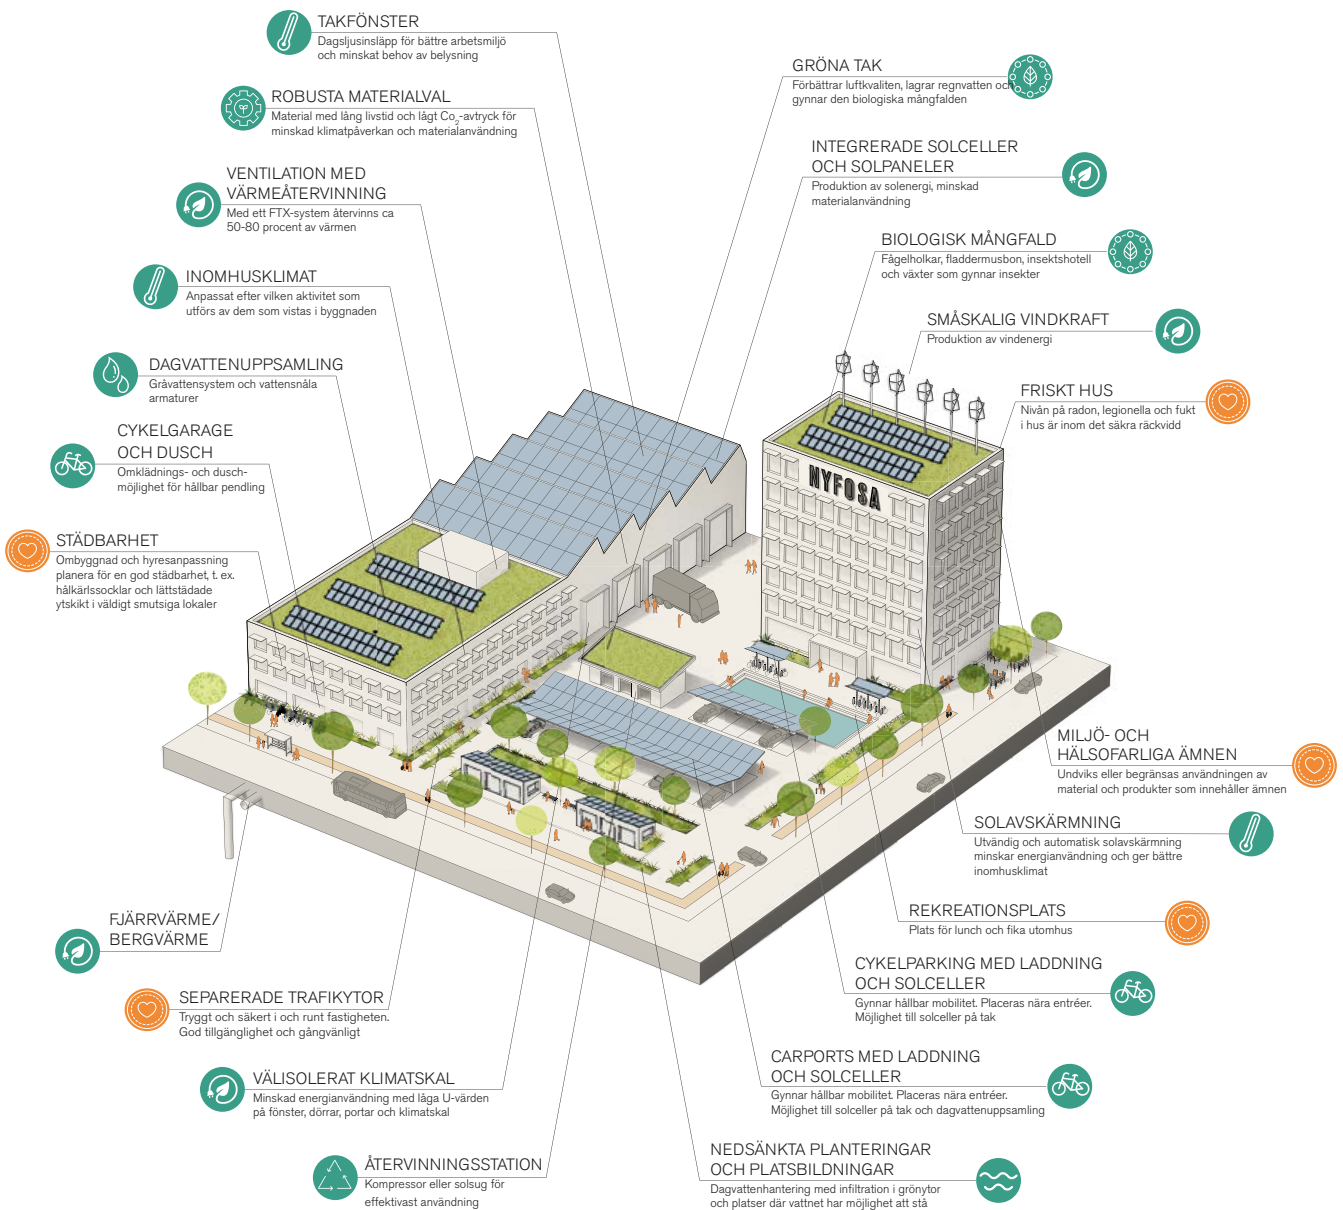 TAKFÖNSTER
Dagsljusinsläpp för bättre arbetsmiljö
och minskat behov av belysning
ROBUSTA MATERIALVAL
Material med lång livstid och lågt Co₂-avtryck för
minskad klimatpåverkan och materialanvändning
VENTILATION MED
VÄRMEÅTERVINNING
Med ett FTX-system återvinns ca
50-80 procent av värmen
INOMHUSKLIMAT
Anpassat efter vilken aktivitet som
utförs av dem som vistas i byggnaden
DAGVATTENUPPSAMLING
Gråvattensystem och vattensnåla
armaturer
CYKELGARAGE
OCH DUSCH
Omklädnings- och dusch-
möjlighet för hållbar pendling
STÄDBARHET
Ombyggnad och hyresanpassning
planera för en god städbarhet, t. ex.
hålkärlssocklar och lättstädade
ytskikt i väldigt smutsiga lokaler
FJÄRRVÄRME/
BERGVÄRME
SEPARERADE TRAFIKYTOR
Tryggt och säkert i och runt fastigheten.
God tillgänglighet och gångvänligt
VÄLISOLERAT KLIMATSKAL
Minskad energianvändning med låga U-värden
på fönster, dörrar, portar och klimatskal
ÅTERVINNINGSSTATION
Kompressor eller solsug för
effektivast användning
GRÖNA TAK
Förbättrar luftkvaliten, lagrar regnvatten och
gynnar den biologiska mångfalden
INTEGRERADE SOLCELLER
OCH SOLPANELER
Produktion av solenergi, minskad
materialanvändning
BIOLOGISK MÅNGFALD
Fågelholkar, fladdermusbon, insektshotell
och växter som gynnar insekter
SMÅSKALIG VINDKRAFT
Produktion av vindenergi
FRISKT HUS
Nivån på radon, legionella och fukt
i hus är inom det säkra räckvidd
NYFOSA
MILJÖ- OCH
HÄLSOFARLIGA ÄMNEN
Undviks eller begränsas användningen av
material och produkter som innehåller ämnen
SOLAVSKÄRMNING
Utvändig och automatisk solavskärmning
minskar energianvändning och ger bättre
inomhusklimat
REKREATIONSPLATS
Plats för lunch och fika utomhus
CYKELPARKING MED LADDNING
OCH SOLCELLER
Gynnar hållbar mobilitet. Placeras nära entréer.
Möjlighet till solceller på tak
CARPORTS MED LADDNING
OCH SOLCELLER
Gynnar hållbar mobilitet. Placeras nära entréer.
Möjlighet till solceller på tak och dagvattenuppsamling
NEDSÄNKTA PLANTERINGAR
OCH PLATSBILDNINGAR
Dagvattenhantering med infiltration i grönytor
och platser där vattnet har möjlighet att stå